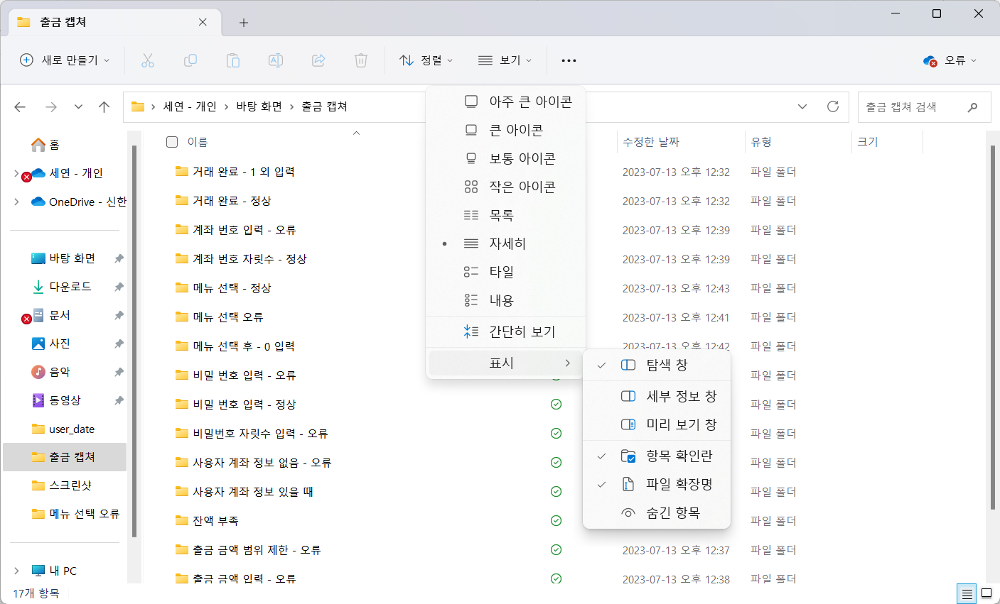 출금 캡쳐
새로 만들기
정렬
보기
오류
세연 - 개인
바탕 화면
출금 캡쳐
출금 캡쳐 검색
홈
세연 - 개인
OneDrive - 신한
바탕 화면
다운로드
문서
사진
음악
동영상
user_date
출금 캡쳐
스크린샷
메뉴 선택 오류
내 PC
이름
수정한 날짜
유형
크기
거래 완료 - 1 외 입력
2023-07-13 오후 12:32
파일 폴더
거래 완료 - 정상
2023-07-13 오후 12:32
파일 폴더
계좌 번호 입력 - 오류
2023-07-13 오후 12:39
파일 폴더
계좌 번호 자릿수 - 정상
2023-07-13 오후 12:39
파일 폴더
메뉴 선택 - 정상
2023-07-13 오후 12:43
파일 폴더
메뉴 선택 오류
2023-07-13 오후 12:41
파일 폴더
메뉴 선택 후 - 0 입력
2023-07-13 오후 12:42
파일 폴더
비밀 번호 입력 - 오류
파일 폴더
비밀 번호 입력 - 정상
파일 폴더
비밀번호 자릿수 입력 - 오류
파일 폴더
사용자 계좌 정보 없음 - 오류
파일 폴더
사용자 계좌 정보 있을 때
파일 폴더
잔액 부족
파일 폴더
출금 금액 범위 제한 - 오류
2023-07-13 오후 12:37
파일 폴더
출금 금액 입력 - 오류
2023-07-13 오후 12:38
파일 폴더
아주 큰 아이콘
큰 아이콘
보통 아이콘
작은 아이콘
목록
자세히
타일
내용
간단히 보기
표시
탐색 창
세부 정보 창
미리 보기 창
항목 확인란
파일 확장명
숨긴 항목
17개 항목